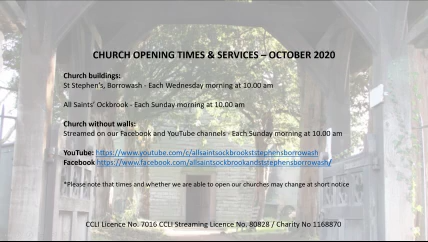 CHURCH OPENING TIMES & SERVICES – OCTOBER 2020
Church buildings:
St Stephen's, Borrowash - Each Wednesday morning at 10.00 am
All Saints' Ockbrook - Each Sunday morning at 10.00 am
Church without walls:
Streamed on our Facebook and YouTube channels - Each Sunday morning at 10.00 am
YouTube: https://www.youtube.com/c/allsaintsockbrookststephensborrowash
Facebook https://www.facebook.com/allsaintsockbrookandststephensborrowash/
*Please note that times and whether we are able to open our churches may change at short notice
CCLI Licence No. 7016 CCLI Streaming Licence No. 80828 / Charity No 1168870